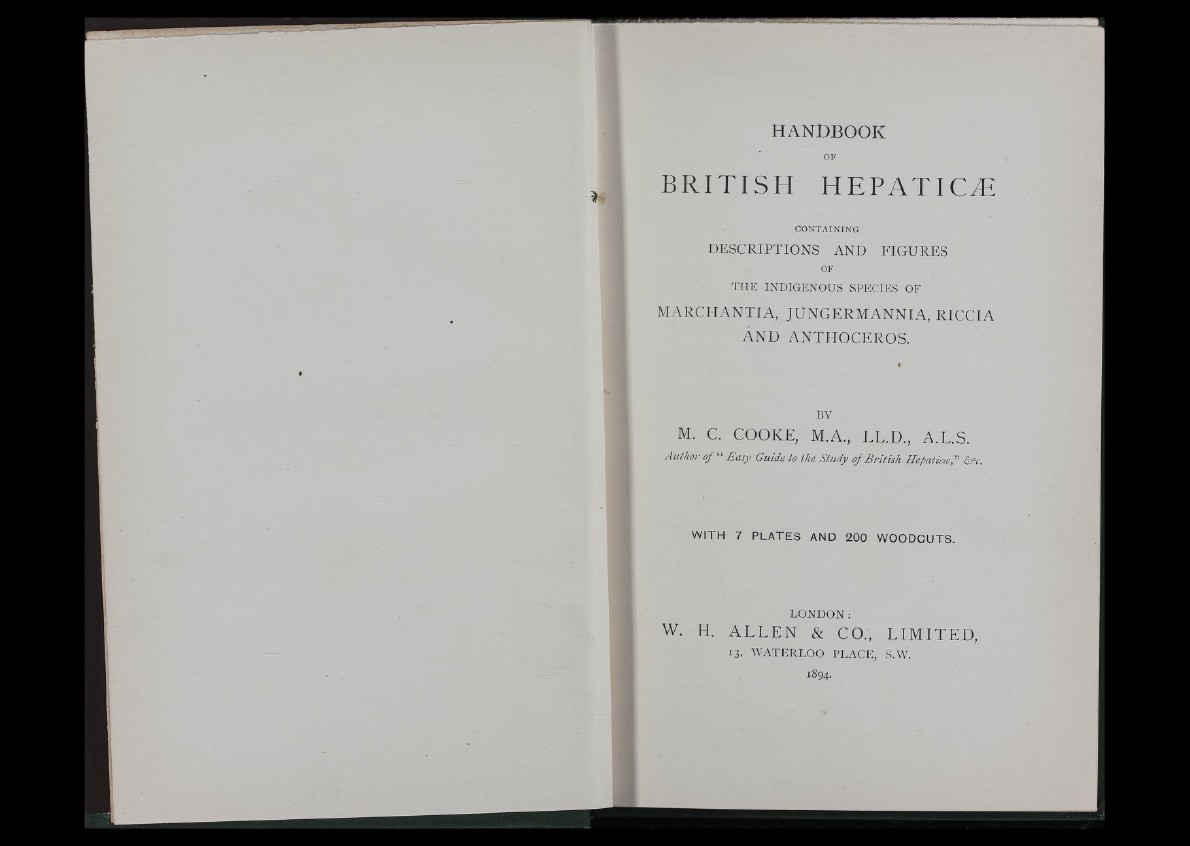 HANDBOOK
OF
BRITISH HEPATICÆ
CONTAINING
DESCRIPTIONS AND FIGURES
OF
THE INDIGENOUS SPECIES OF
MARCHANTIA, JUNGERMANNIA, RICCIA
AND ANTHOCEROS.
BY
M. C. COOKE, M.A., LL.D., A.L.S.
Author of “ Easy Guide to the Study of British Hepaticæ,” &c.
WITH 7 PLATES AND 200 WOODCUTS.
LONDON :
W. H. ALLEN & CO., LIMITED,
13, WATERLOO PLACE, S.W.
1894.